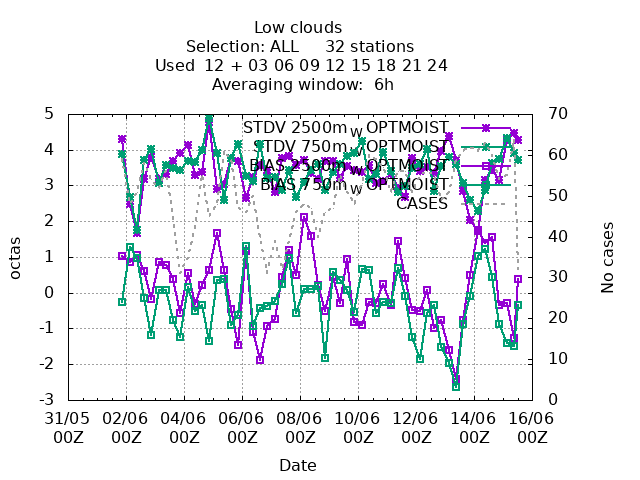 Low clouds
Selection: ALL 32 stations
Used 12 + 03 06 09 12 15 18 21 24
Averaging window: 6h
5 70
STDV 2500m_W OPTMOIST
4 STDV 750m_W OPTMOIST 60
BIAS 2500m_W OPTMOIST
3 BIAS 750m_W OPTMOIST 50
CASES
2 40
1 30
0
-1 20
-2 10
-3 0
octas
No cases
31/05 02/06 04/06 06/06 08/06 10/06 12/06 14/06 16/06
00Z 00Z 00Z 00Z 00Z 00Z 00Z 00Z 00Z
Date